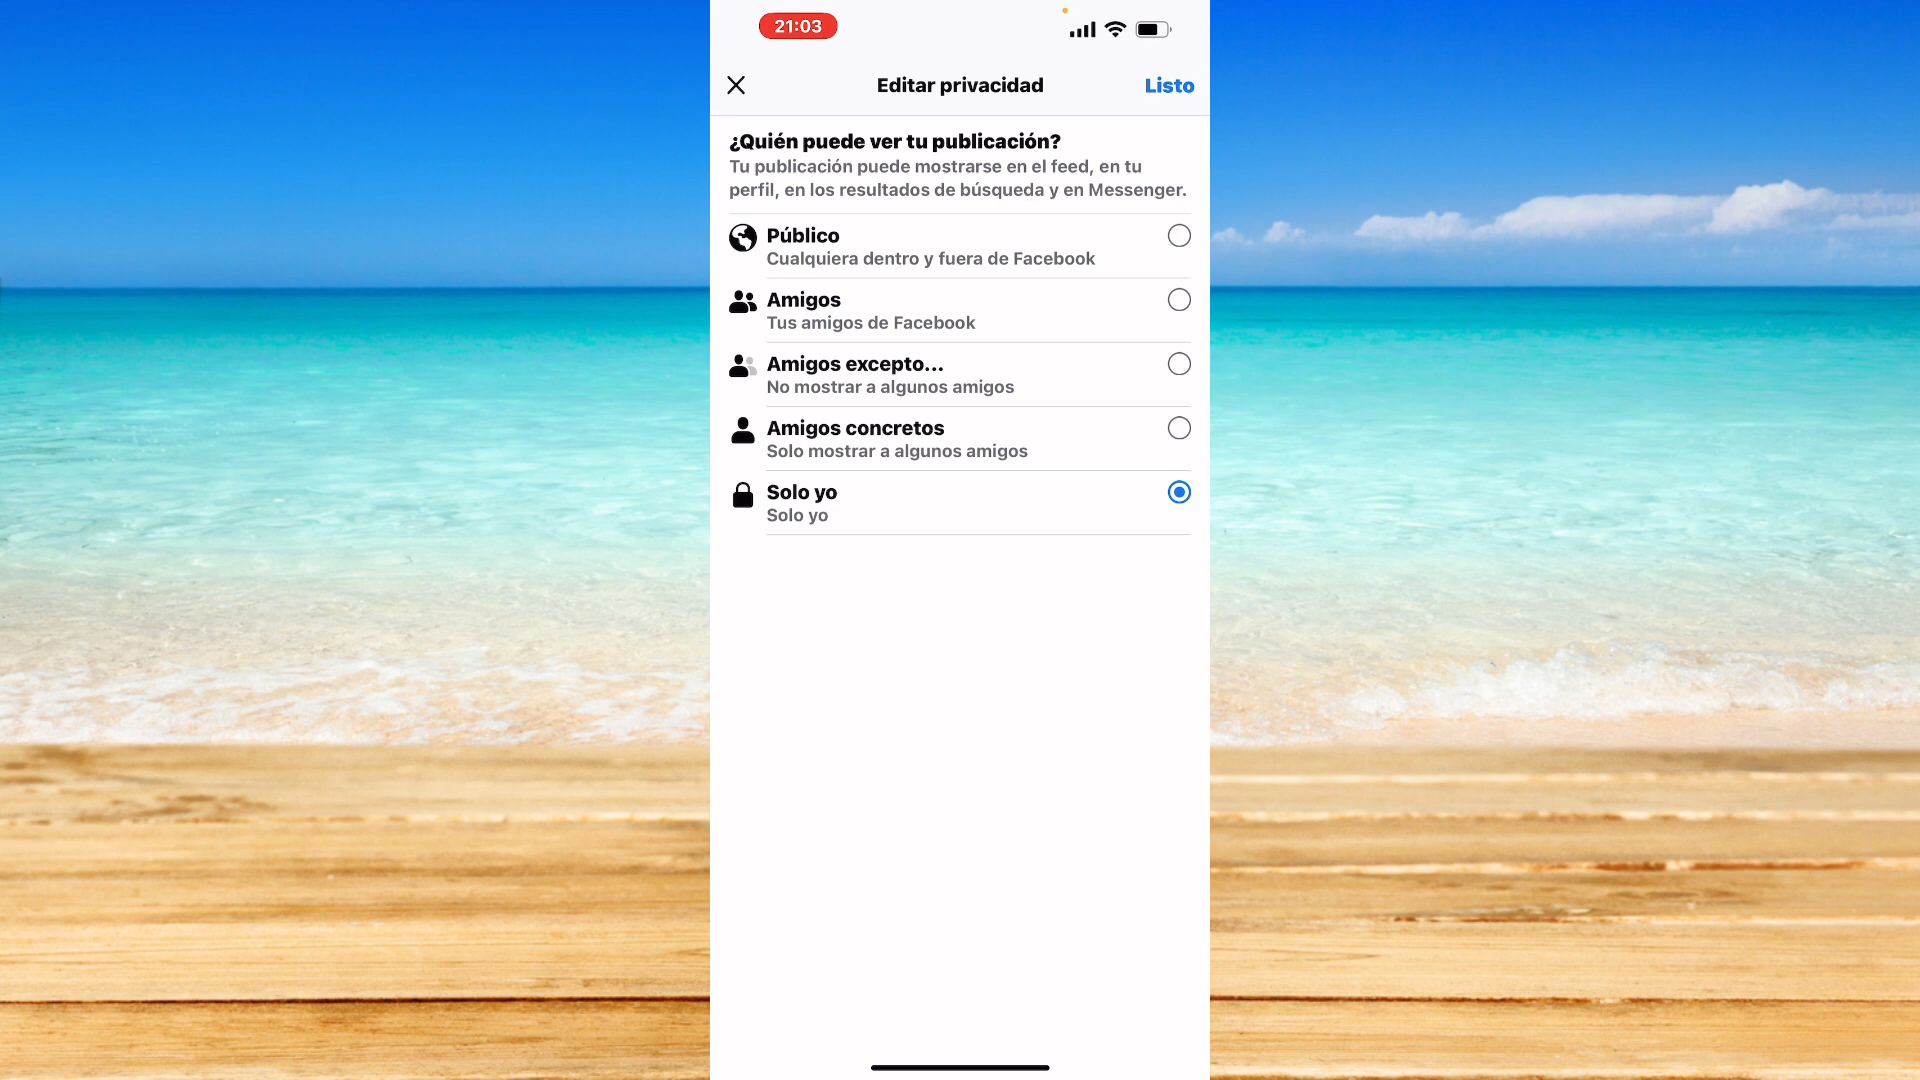 21:03
Editar privacidad
Listo
¿Quién puede ver tu publicación?
Tu publicación puede mostrarse en el feed, en tu
perfil, en los resultados de búsqueda y en Messenger.
Público
Cualquiera dentro y fuera de Facebook
Amigos
Tus amigos de Facebook
Amigos excepto...
No mostrar a algunos amigos
Amigos concretos
Solo mostrar a algunos amigos
Solo yo
Solo yo